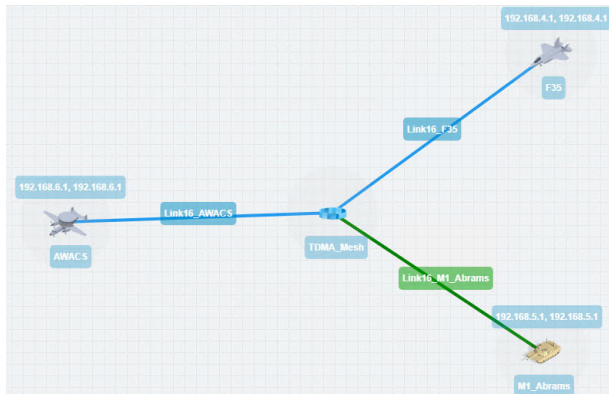 192.168.4.1, 192.168.4.1
F35
Link16_F35
192.168.6.1, 192.168.6.1
Link16_AWACS
AWACS
TDMA_Mesh
Link16_M1_Abrams
192.168.5.1, 192.168.5.1
M1_Abrams